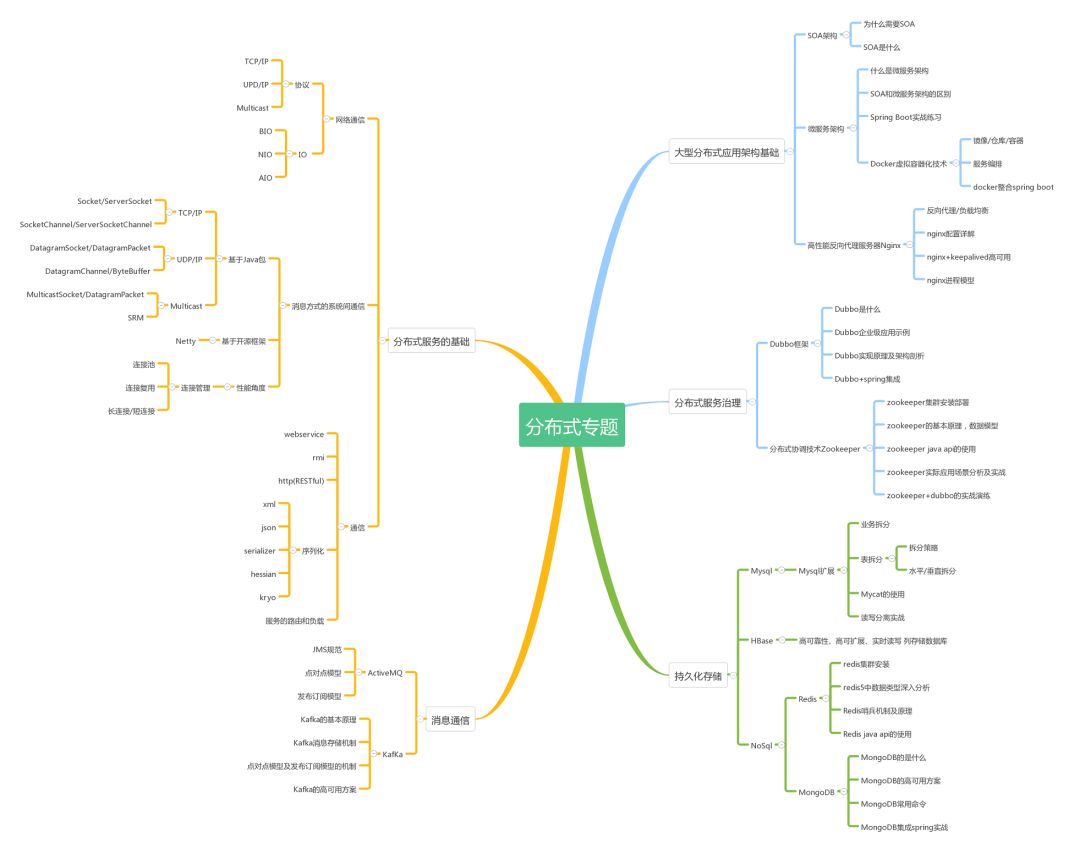 分布式专题
大型分布式应用架构基础
SOA架构
为什么需要SOA
SOA是什么
微服务架构
什么是微服务架构
SOA和微服务架构的区别
Spring Boot实战练习
Docker虚拟容器化技术
镜像/仓库/容器
服务编排
docker整合spring boot
高性能反向代理服务器Nginx
反向代理/负载均衡
nginx配置详解
nginx+keepalived高可用
nginx进程模型
分布式服务治理
Dubbo框架
Dubbo是什么
Dubbo企业级应用示例
Dubbo实现原理及架构剖析
Dubbo+spring集成
分布式协调技术Zookeeper
zookeeper集群安装部署
zookeeper的基本原理，数据模型
zookeeper java api的使用
zookeeper实际应用场景分析及实战
zookeeper+dubbo的实战演练
持久化存储
Mysql
Mysql扩展
业务拆分
表拆分
拆分策略
水平/垂直拆分
Mycat的使用
读写分离实战
HBase
高可靠性、高可扩展、实时读写 列存储数据库
NoSql
Redis
redis集群安装
redis5中数据类型深入分析
Redis哨兵机制及原理
Redis java api的使用
MongoDB
MongoDB的是什么
MongoDB的高可用方案
MongoDB常用命令
MongoDB集成spring实战
分布式服务的基础
网络通信
协议
TCP/IP
UPD/IP
Multicast
IO
BIO
NIO
AIO
消息方式的系统间通信
基于Java包
TCP/IP
Socket/ServerSocket
SocketChannel/ServerSocketChannel
UDP/IP
DatagramSocket/DatagramPacket
DatagramChannel/ByteBuffer
Multicast
MulticastSocket/DatagramPacket
SRM
基于开源框架
Netty
性能角度
连接管理
连接池
连接复用
长连接/短连接
通信
webservice
rmi
http(RESTful)
序列化
xml
json
serializer
hessian
kryo
服务的路由和负载
消息通信
ActiveMQ
JMS规范
点对点模型
发布订阅模型
KafKa
Kafka的基本原理
Kafka消息存储机制
点对点模型及发布订阅模型的机制
Kafka的高可用方案